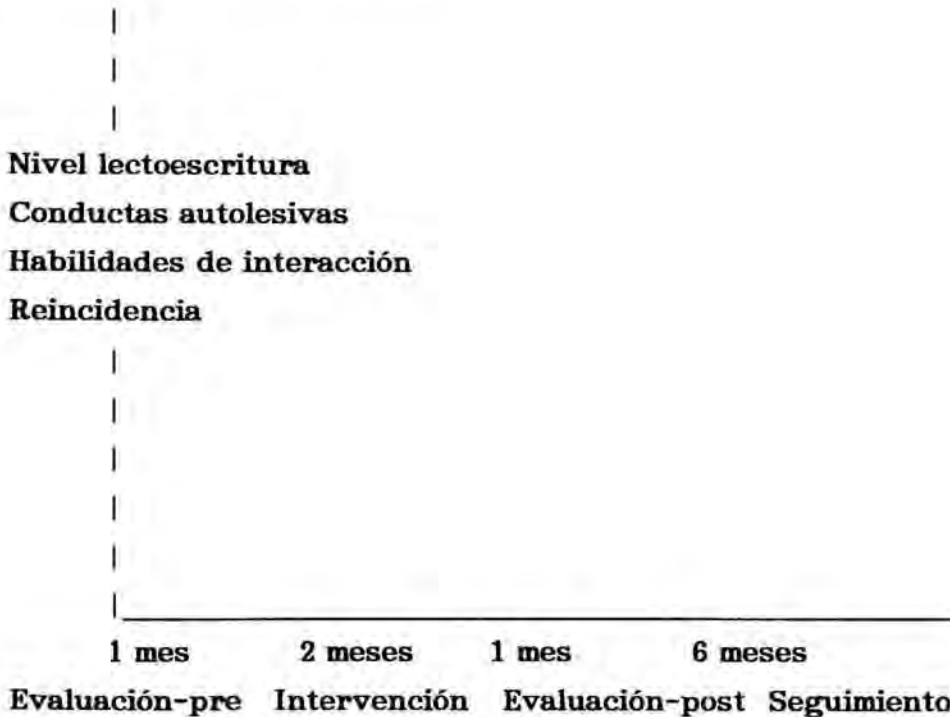 Nivel lectoescritura
Conductas autolesivas
Habilidades de interacción
Reincidencia
1 mes 2 meses 1 mes 6 meses
Evaluación-pre Intervención Evaluación-post Seguimiento